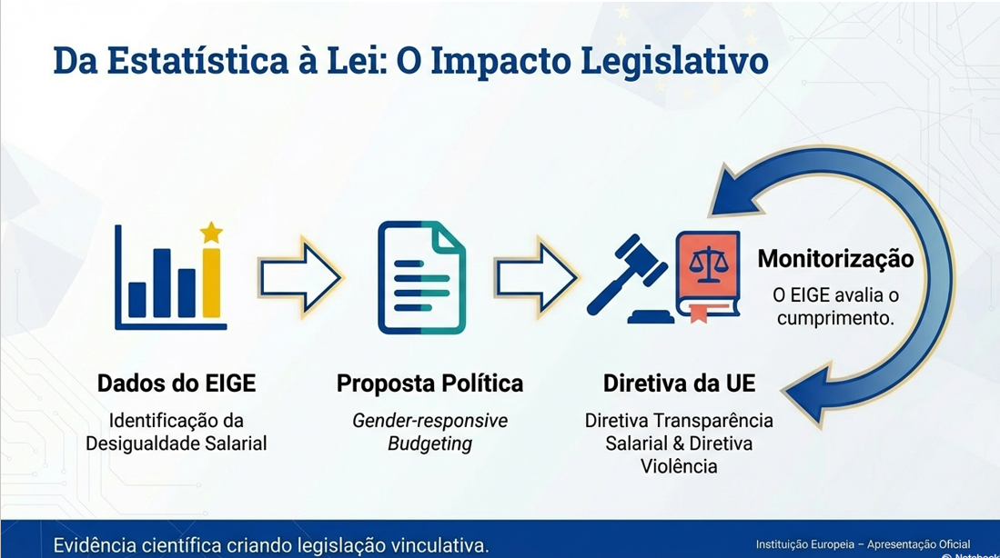 Da Estatística à Lei: O Impacto Legislativo
Monitorização
O EIGE avalia o
cumprimento.
Dados do EIGE
Identificação da
Desigualdade Salarial
Proposta Política
Gender-responsive
Budgeting
Diretiva da UE
Diretiva Transparência
Salarial & Diretiva
Violência
Evidência científica criando legislação vinculativa.
Instituição Europeia – Apresentação Oficial
Notebook